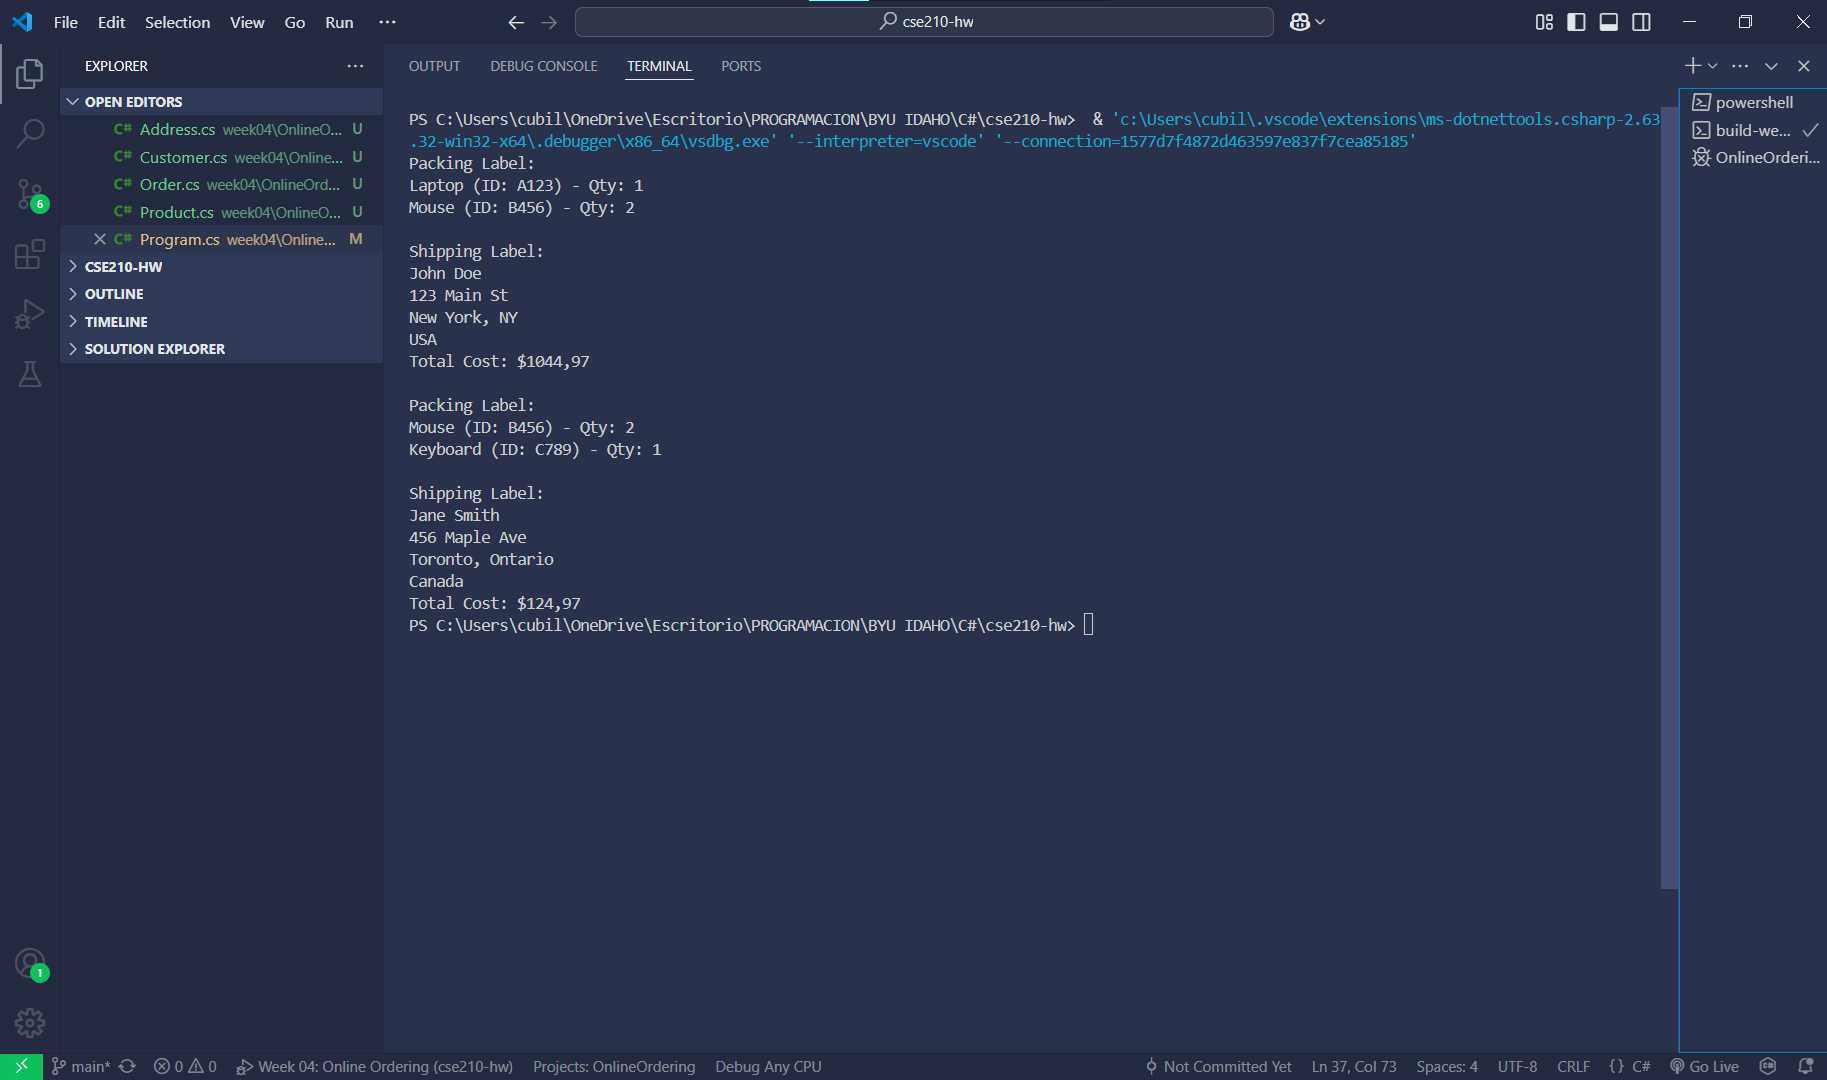 File Edit Selection View Go Run ···
cse210-hw
EXPLORER ···
OPEN EDITORS
C# Address.cs week04\OnlineO... U
C# Customer.cs week04\Online... U
C# Order.cs week04\OnlineOrd... U
C# Product.cs week04\OnlineO... U
C# Program.cs week04\Online... M
CSE210-HW
OUTLINE
TIMELINE
SOLUTION EXPLORER
6
1
OUTPUT DEBUG CONSOLE TERMINAL PORTS
PS C:\Users\cubil\OneDrive\Escritorio\PROGRAMACION\BYU IDAHO\C#\cse210-hw>  & 'c:\Users\cubil\.vscode\extensions\ms-dotnettools.csharp-2.63
.32-win32-x64\.debugger\x86_64\vsdbg.exe' '--interpreter=vscode' '--connection=1577d7f4872d463597e837f7cea85185'
Packing Label:
Laptop (ID: A123) - Qty: 1
Mouse (ID: B456) - Qty: 2
Shipping Label:
John Doe
123 Main St
New York, NY
USA
Total Cost: $1044,97
Packing Label:
Mouse (ID: B456) - Qty: 2
Keyboard (ID: C789) - Qty: 1
Shipping Label:
Jane Smith
456 Maple Ave
Toronto, Ontario
Canada
Total Cost: $124,97
PS C:\Users\cubil\OneDrive\Escritorio\PROGRAMACION\BYU IDAHO\C#\cse210-hw>
powershell
build-we...
OnlineOrderi...
main* 0 0 Week 04: Online Ordering (cse210-hw) Projects: OnlineOrdering Debug Any CPU Not Committed Yet Ln 37, Col 73 Spaces: 4 UTF-8 CRLF {} C# Go Live